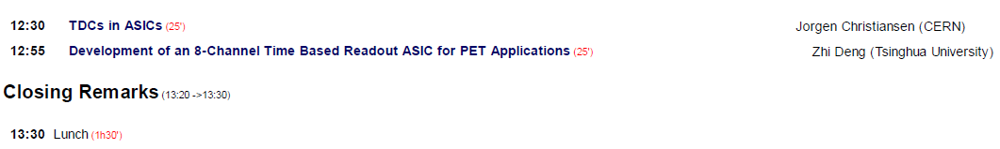 12:30 TDCs in ASICs (25') Jorgen Christiansen (CERN)
12:55 Development of an 8-Channel Time Based Readout ASIC for PET Applications (25') Zhi Deng (Tsinghua University)
Closing Remarks (13:20 ->13:30)
13:30 Lunch (1h30')